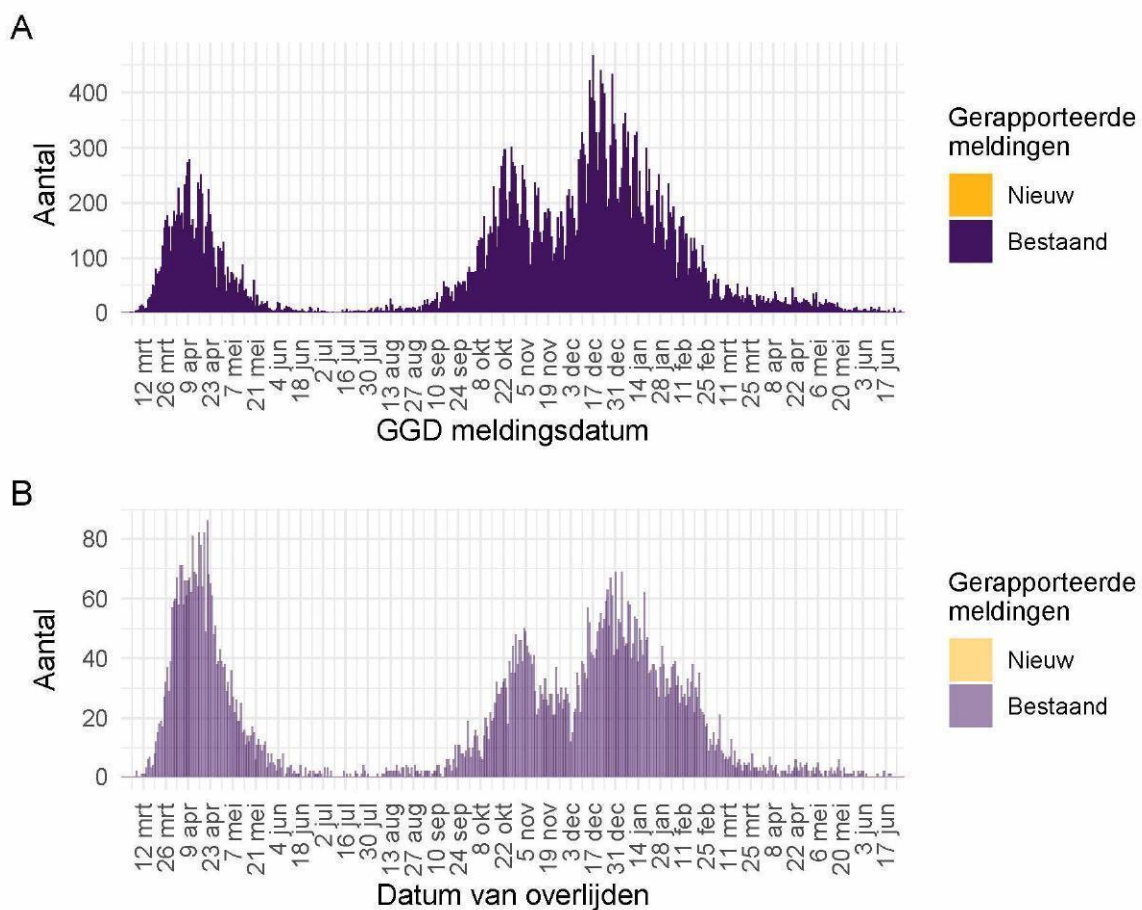 A
Aantal
400
300
200
100
0
12 mrt
26 mrt
9 apr
23 apr
7 mei
21 mei
4 jun
18 jun
2 jul
16 jul
30 jul
13 aug
27 aug
10 sep
24 sep
8 okt
22 okt
5 nov
19 nov
3 dec
17 dec
31 dec
14 jan
28 jan
11 feb
25 feb
11 mrt
25 mrt
8 apr
22 apr
6 mei
20 mei
3 jun
17 jun
GGD meldingsdatum
Gerapporteerde
meldingen
Nieuw
Bestaand
B
Aantal
80
60
40
20
0
12 mrt
26 mrt
9 apr
23 apr
7 mei
21 mei
4 jun
18 jun
2 jul
16 jul
30 jul
13 aug
27 aug
10 sep
24 sep
8 okt
22 okt
5 nov
19 nov
3 dec
17 dec
31 dec
14 jan
28 jan
11 feb
25 feb
11 mrt
25 mrt
8 apr
22 apr
6 mei
20 mei
3 jun
17 jun
Datum van overlijden
Gerapporteerde
meldingen
Nieuw
Bestaand